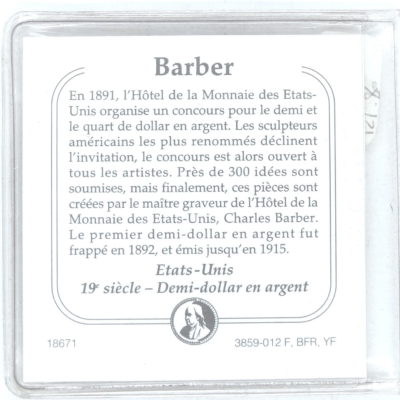 Barber
En 1891, l'Hôtel de la Monnaie des Etats-
Unis organise un concours pour le demi et
le quart de dollar en argent. Les sculpteurs
américains les plus renommés déclinent
l'invitation, le concours est alors ouvert à
tous les artistes. Près de 300 idées sont
soumises, mais finalement, ces pièces sont
créées par le maître graveur de l'Hôtel de la
Monnaie des Etats-Unis, Charles Barber.
Le premier demi-dollar en argent fut
frappé en 1892, et émis jusqu'en 1915.
Etats-Unis
19e siècle – Demi-dollar en argent
18671
3859-012 F, BFR, YF